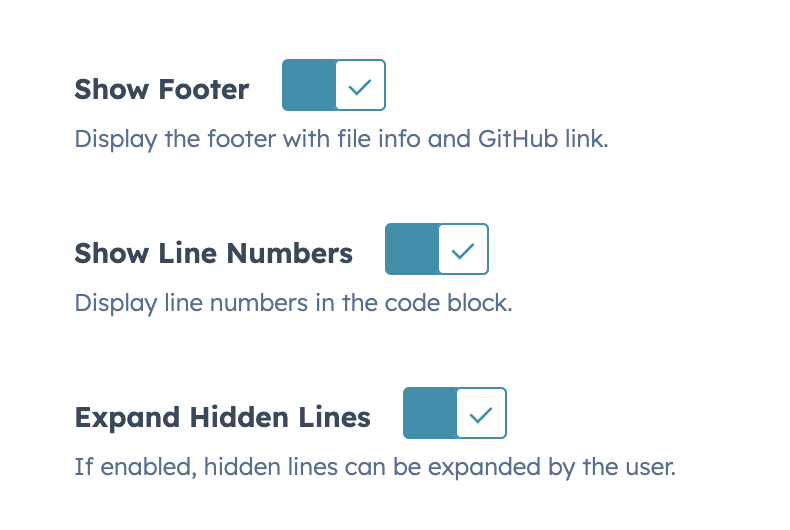 Show Footer
Display the footer with file info and GitHub link.
Show Line Numbers
Display line numbers in the code block.
Expand Hidden Lines
If enabled, hidden lines can be expanded by the user.